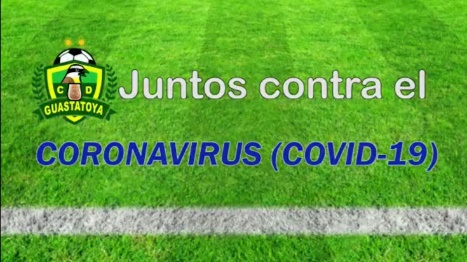 C D
GUASTATOYA
Juntos contra el
CORONAVIRUS (COVID-19)